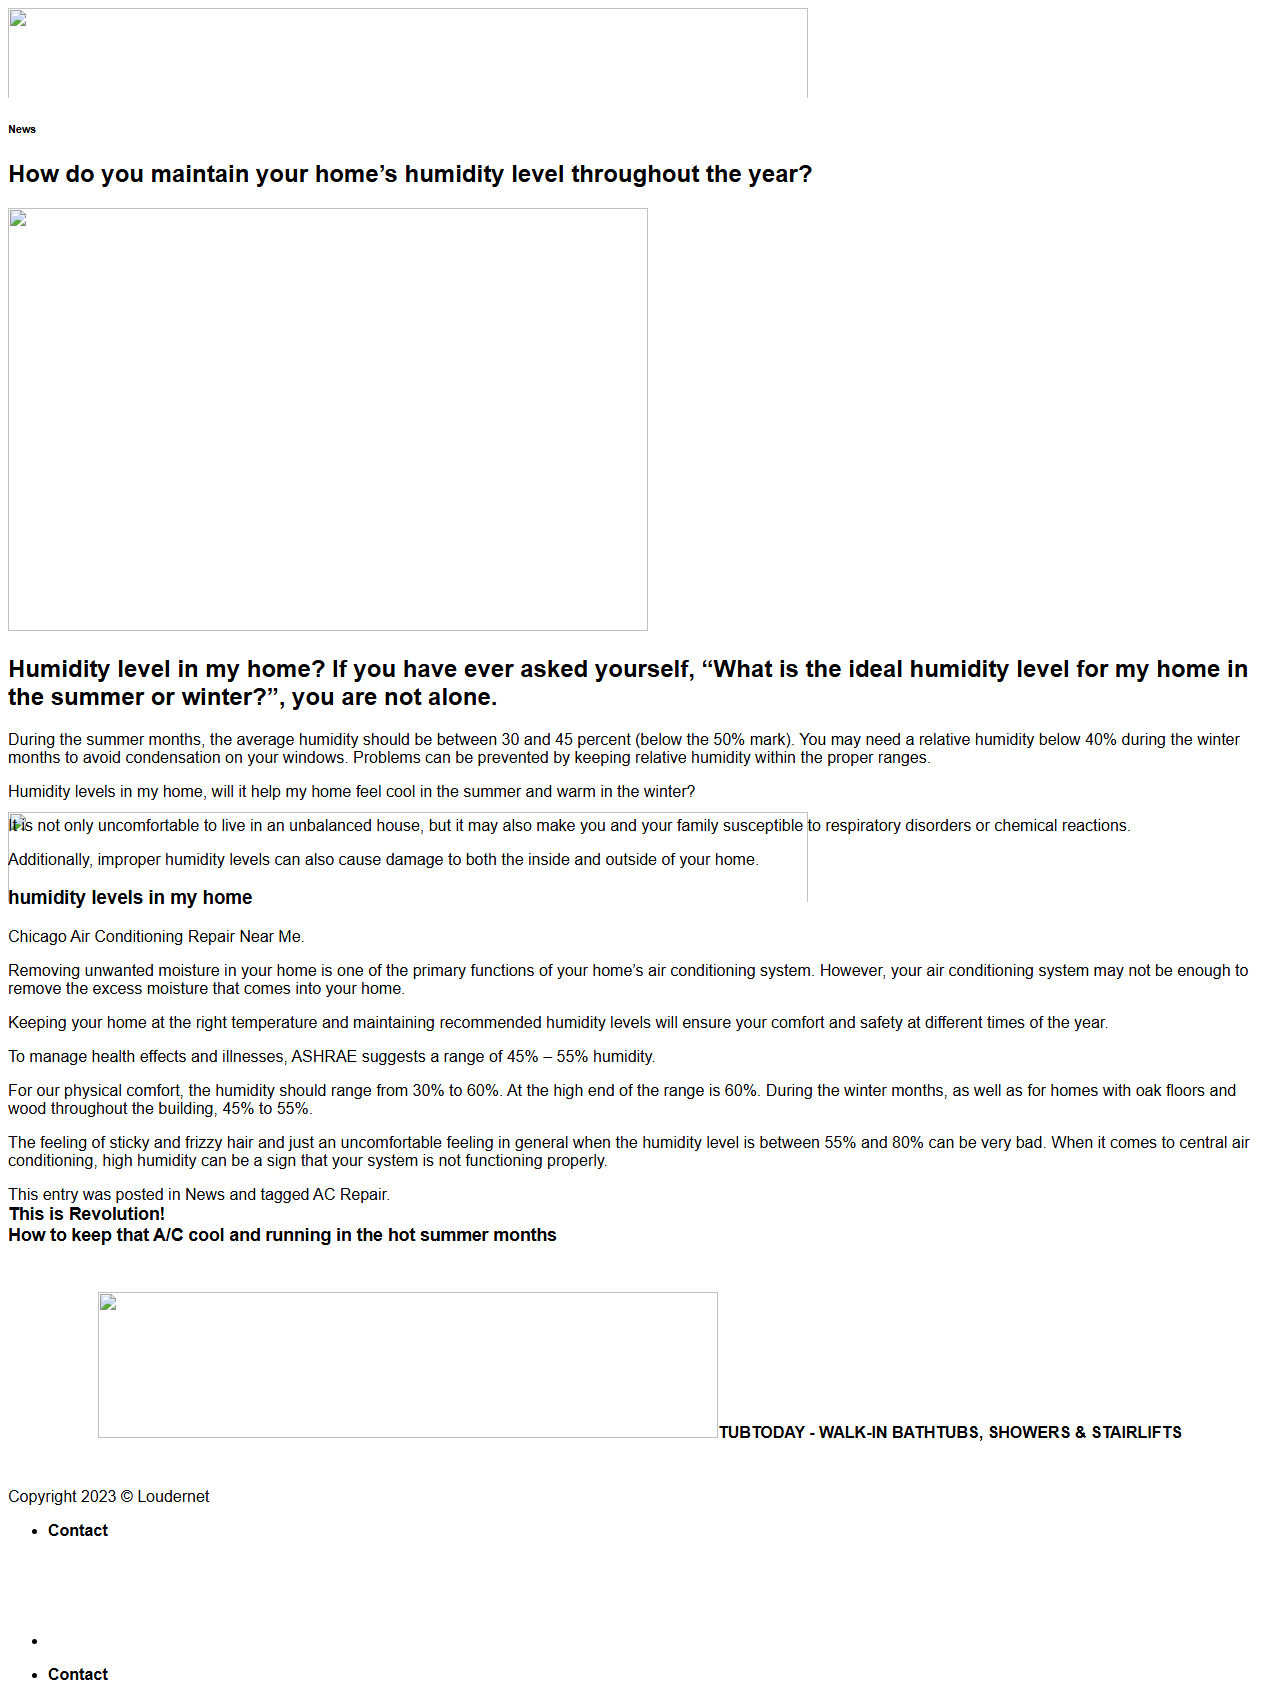 News
How do you maintain your home’s humidity level throughout the year?
Humidity level in my home? If you have ever asked yourself, “What is the ideal humidity level for my home in
the summer or winter?”, you are not alone.
During the summer months, the average humidity should be between 30 and 45 percent (below the 50% mark). You may need a relative humidity below 40% during the winter
months to avoid condensation on your windows. Problems can be prevented by keeping relative humidity within the proper ranges.
Humidity levels in my home, will it help my home feel cool in the summer and warm in the winter?
It is not only uncomfortable to live in an unbalanced house, but it may also make you and your family susceptible to respiratory disorders or chemical reactions.
Additionally, improper humidity levels can also cause damage to both the inside and outside of your home.
humidity levels in my home
Chicago Air Conditioning Repair Near Me.
Removing unwanted moisture in your home is one of the primary functions of your home’s air conditioning system. However, your air conditioning system may not be enough to
remove the excess moisture that comes into your home.
Keeping your home at the right temperature and maintaining recommended humidity levels will ensure your comfort and safety at different times of the year.
To manage health effects and illnesses, ASHRAE suggests a range of 45% – 55% humidity.
For our physical comfort, the humidity should range from 30% to 60%. At the high end of the range is 60%. During the winter months, as well as for homes with oak floors and
wood throughout the building, 45% to 55%.
The feeling of sticky and frizzy hair and just an uncomfortable feeling in general when the humidity level is between 55% and 80% can be very bad. When it comes to central air
conditioning, high humidity can be a sign that your system is not functioning properly.
This entry was posted in News and tagged AC Repair.
This is Revolution!
How to keep that A/C cool and running in the hot summer months
TUBTODAY - WALK-IN BATHTUBS, SHOWERS & STAIRLIFTS
Copyright 2023 © Loudernet
• Contact
•
• Contact